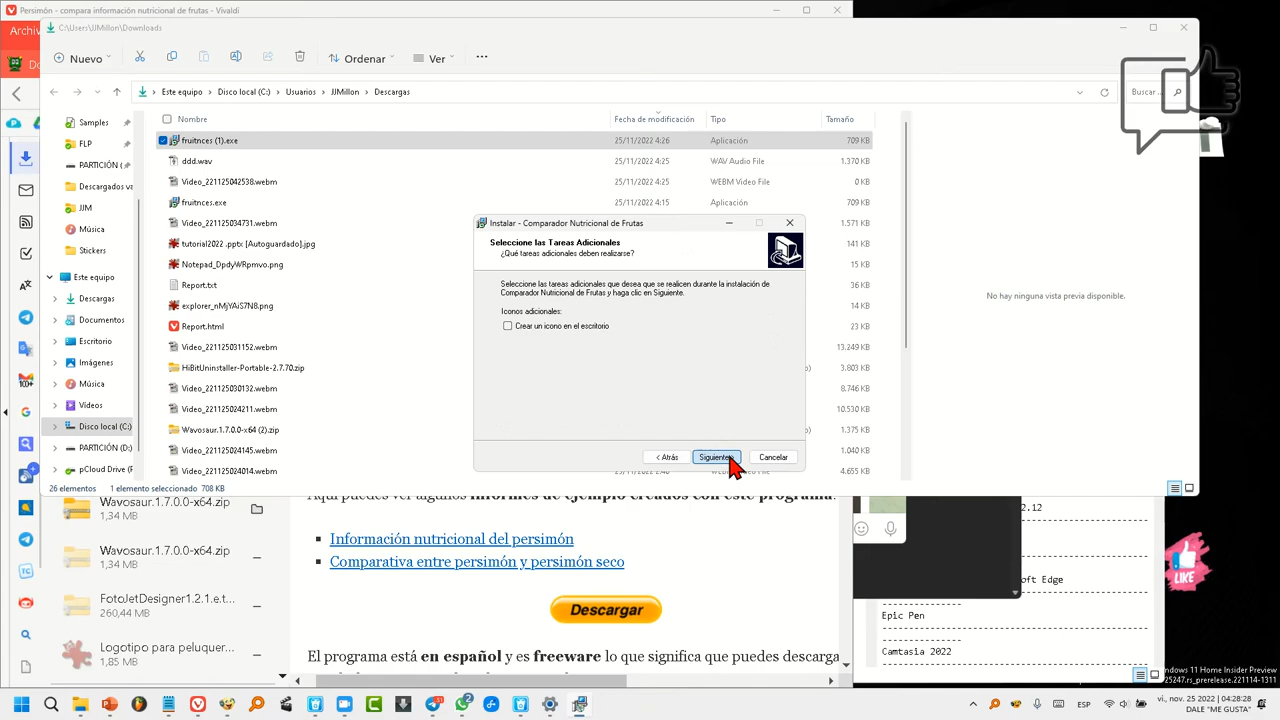 Persimón - compara información nutricional de frutas - Vivaldi
Archiv
C:\Users\JJMillon\Downloads
Nuevo
Ordenar
Ver
Este equipo > Disco local (C:) > Usuarios > JJMillon > Descargas
Buscar ...
Nombre
Fecha de modificación
Tipo
Tamaño
Samples
FLP
PARTICIÓN (
Descargados va
JJM
Música
Stickers
Este equipo
Descargas
Documentos
Escritorio
Imágenes
Música
Vídeos
Disco local (C:)
PARTICIÓN (D:)
pCloud Drive (F
fruitnces (1).exe 25/11/2022 4:26 Aplicación 709 KB
ddd.wav 25/11/2022 4:25 WAV Audio File 1.370 KB
Video_221125042538.webm 25/11/2022 4:25 WEBM Video File 0 KB
fruitnces.exe 25/11/2022 4:15 Aplicación 709 KB
Video_221125034731.webm 1.571 KB
tutorial2022 .pptx [Autoguardado].jpg 141 KB
Notepad_DpdyWRpmvo.png 15 KB
Report.txt 36 KB
explorer_nMjYAiS7N8.png 14 KB
Report.html 23 KB
Video_221125031152.webm 13.249 KB
HiBitUninstaller-Portable-2.7.70.zip 3.803 KB
Video_221125030132.webm 8.746 KB
Video_221125024211.webm 10.530 KB
Wavosaur.1.7.0.0-x64 (2).zip 1.375 KB
Video_221125024145.webm 1.040 KB
Video_221125024014.webm 4.655 KB
No hay ninguna vista previa disponible.
Instalar - Comparador Nutricional de Frutas
Seleccione las Tareas Adicionales
¿Qué tareas adicionales deben realizarse?
Seleccione las tareas adicionales que desea que se realicen durante la instalación de
Comparador Nutricional de Frutas y haga clic en Siguiente.
Iconos adicionales:
Crear un icono en el escritorio
< Atrás
Siguiente >
Cancelar
26 elementos
1 elemento seleccionado 708 KB
Wavosaur.1.7.0.0-x64.zip
1,34 MB
Wavosaur.1.7.0.0-x64.zip
1,34 MB
FotoJetDesigner1.2.1.e.t...
260,44 MB
Logotipo para peluquer...
1,85 MB
Aquí puedes ver algunos informes de ejemplo creados con este programa:
Información nutricional del persimón
Comparativa entre persimón y persimón seco
Descargar
El programa está en español y es freeware lo que significa que puedes descarga
2.12
--------------------
oft Edge
--------------------
Epic Pen
--------------------
Camtasia 2022
--------------------
LIKE
indows 11 Home Insider Preview
25247.rs_prerelease.221114-1311
ESP
vi., nov. 25 2022 | 04:28:28
DALE "ME GUSTA"